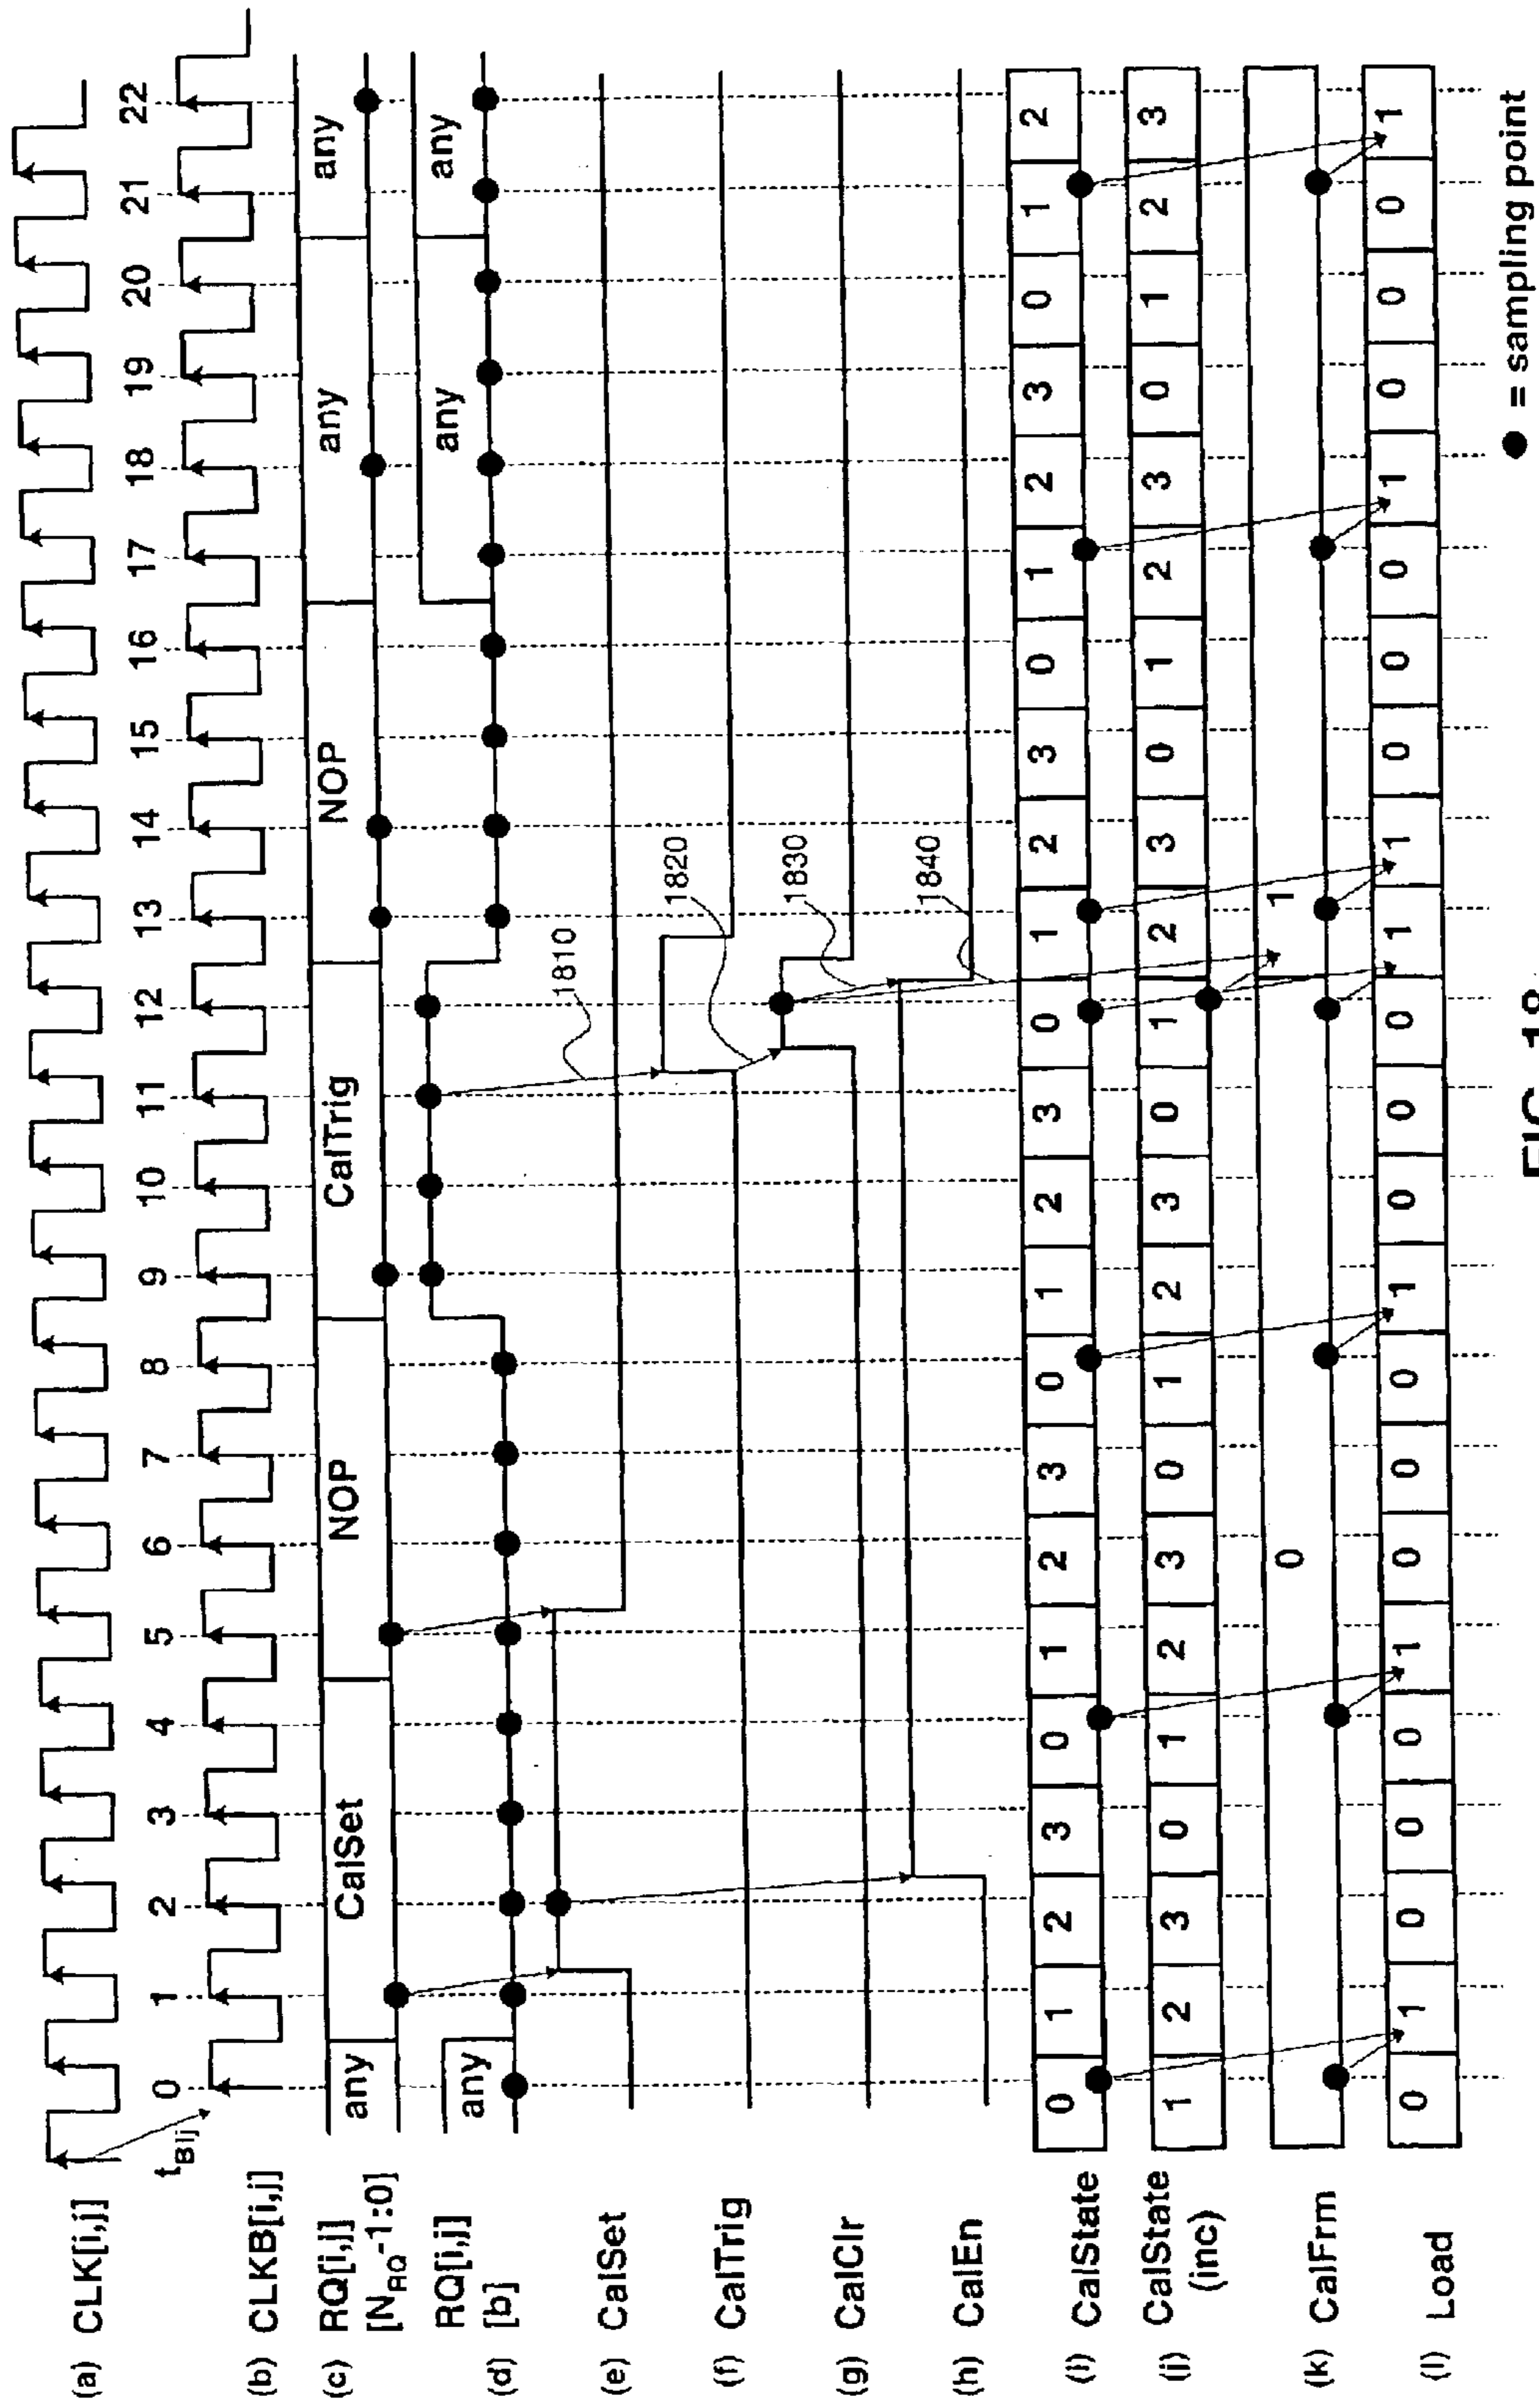 (a) CLK[i,j]
tBij
0 1 2 3 4 5 6 7 8 9 10 11 12 13 14 15 16 17 18 19 20 21 22
(b) CLKB[i,j]
(c) RQ[i,j]
[NRQ-1:0]
any CalSet NOP CalTrig NOP any any
(d) RQ[i,j]
[b]
any any any
(e) CalSet
1810
(f) CalTrig
1820
(g) CalClr
1830
(h) CalEn
1840
(i) CalState
0 1 2 3 0 1 2 3 0 1 2 3 0 1 2 3 0 1 2 3 0 1 2
(j) CalState
(inc)
1 2 3 0 1 2 3 0 1 2 3 0 1 2 3 0 1 2 3 0 1 2 3
(k) CalFrm
0 1
(l) Load
0 1 0 0 0 1 0 0 0 1 0 0 0 1 1 0 0 0 1 0 0 0 1
● = sampling point
FIG. 18